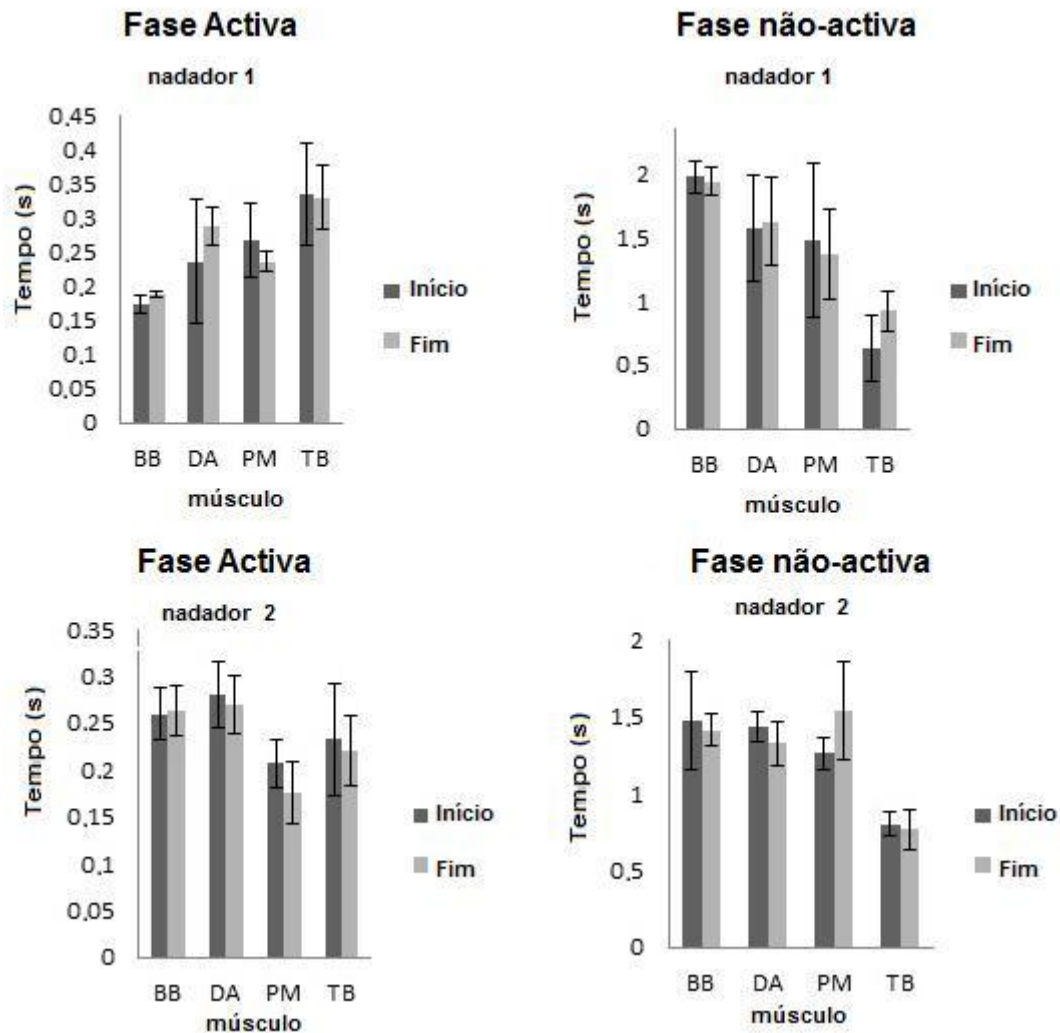 Fase Activa
nadador 1
Tempo (s)
0.45
0.4
0.35
0.3
0.25
0.2
0.15
0.1
0.05
0
BB DA PM TB
músculo
Início
Fim
Fase não-activa
nadador 1
Tempo (s)
2
1.5
1
0.5
0
BB DA PM TB
músculo
Início
Fim
Fase Activa
nadador 2
Tempo (s)
0.35
0.3
0.25
0.2
0.15
0.1
0.05
0
BB DA PM TB
músculo
Início
Fim
Fase não-activa
nadador 2
Tempo (s)
2
1.5
1
0.5
0
BB DA PM TB
músculo
Início
Fim